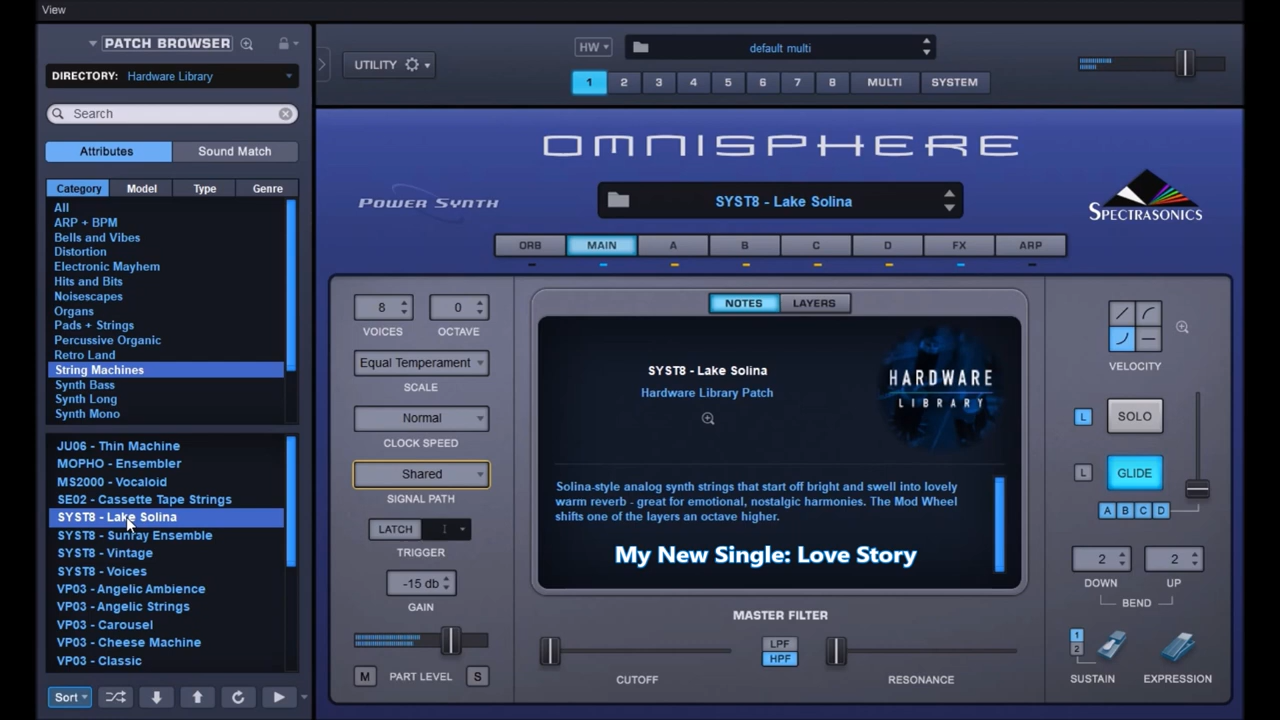 View
PATCH BROWSER
DIRECTORY: Hardware Library
Search
Attributes
Sound Match
Category
Model
Type
Genre
All
ARP + BPM
Bells and Vibes
Distortion
Electronic Mayhem
Hits and Bits
Noisescapes
Organs
Pads + Strings
Percussive Organic
Retro Land
String Machines
Synth Bass
Synth Long
Synth Mono
JU06 - Thin Machine
MOPHO - Ensembler
MS2000 - Vocaloid
SE02 - Cassette Tape Strings
SYST8 - Lake Solina
SYST8 - Sunray Ensemble
SYST8 - Vintage
SYST8 - Voices
VP03 - Angelic Ambience
VP03 - Angelic Strings
VP03 - Carousel
VP03 - Cheese Machine
VP03 - Classic
Sort
UTILITY
HW
default multi
1 2 3 4 5 6 7 8 MULTI SYSTEM
OMNISPHERE
POWER SYNTH
SYST8 - Lake Solina
SPECTRASONICS
ORB MAIN A B C D FX ARP
8
VOICES
0
OCTAVE
Equal Temperament
SCALE
Normal
CLOCK SPEED
Shared
SIGNAL PATH
LATCH
TRIGGER
-15 db
GAIN
M PART LEVEL S
NOTES
LAYERS
SYST8 - Lake Solina
Hardware Library Patch
HARDWARE
LIBRARY
Solina-style analog synth strings that start off bright and swell into lovely
warm reverb - great for emotional, nostalgic harmonies. The Mod Wheel
shifts one of the layers an octave higher.
My New Single: Love Story
MASTER FILTER
CUTOFF
LPF
HPF
RESONANCE
VELOCITY
L SOLO
L GLIDE
A B C D
2
DOWN
2
UP
BEND
1
2
SUSTAIN
EXPRESSION